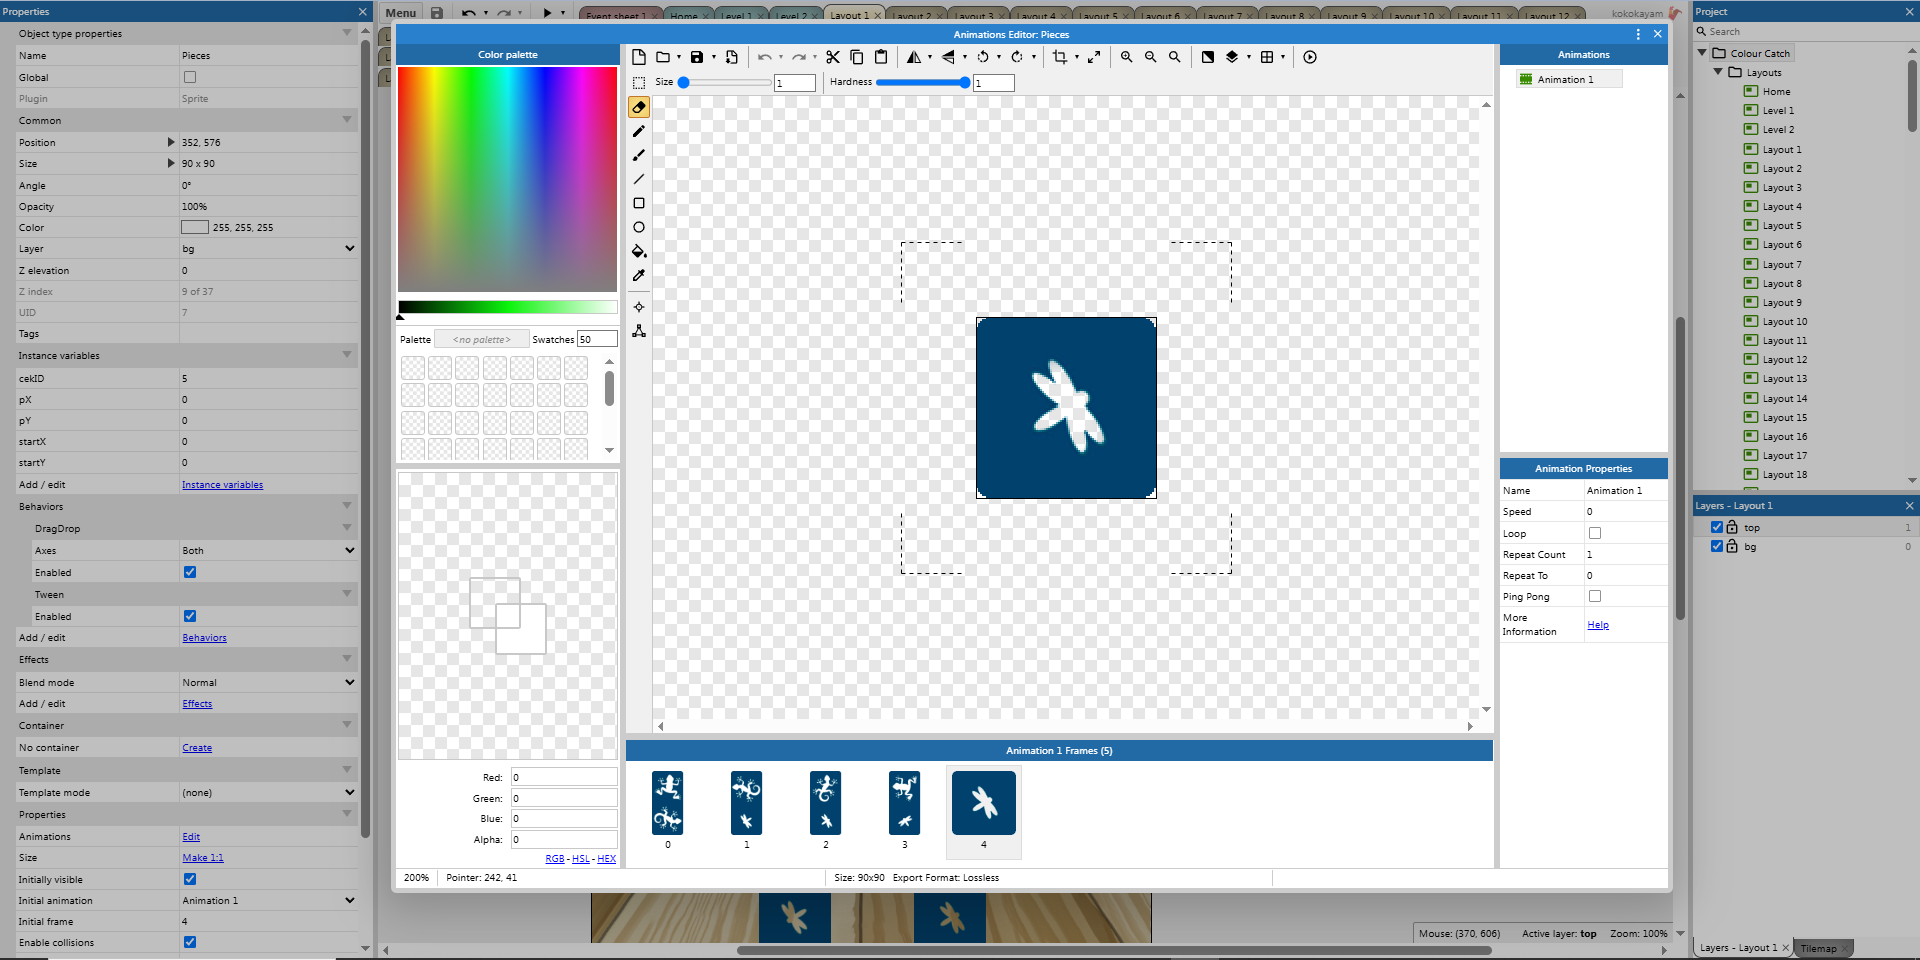 Properties
Object type properties
Name Pieces
Global
Plugin Sprite
Common
Position 352, 576
Size 90 x 90
Angle 0°
Opacity 100%
Color 255, 255, 255
Layer bg
Z elevation 0
Z index 9 of 37
UID 7
Tags
Instance variables
cekID 5
pX 0
pY 0
startX 0
startY 0
Add / edit Instance variables
Behaviors
DragDrop
Axes Both
Enabled
Tween
Enabled
Add / edit Behaviors
Effects
Blend mode Normal
Add / edit Effects
Container
No container Create
Template
Template mode (none)
Properties
Animations Edit
Size Make 1:1
Initially visible
Initial animation Animation 1
Initial frame 4
Enable collisions
Menu
Event sheet 1 Home Level 1 Level 2 Layout 1 Layout 2 Layout 3 Layout 4 Layout 5 Layout 6 Layout 7 Layout 8 Layout 9 Layout 10 Layout 11 Layout 12
kokokayam
Animations Editor: Pieces
Color palette
Size 1 Hardness 1
Palette <no palette> Swatches 50
Red: 0
Green: 0
Blue: 0
Alpha: 0
RGB - HSL - HEX
Animation 1 Frames (5)
0 1 2 3 4
200% Pointer: 242, 41 Size: 90x90 Export Format: Lossless
Animations
Animation 1
Animation Properties
Name Animation 1
Speed 0
Loop
Repeat Count 1
Repeat To 0
Ping Pong
More
Information Help
Mouse: (370, 606) Active layer: top Zoom: 100%
Project
Search
Colour Catch
Layouts
Home
Level 1
Level 2
Layout 1
Layout 2
Layout 3
Layout 4
Layout 5
Layout 6
Layout 7
Layout 8
Layout 9
Layout 10
Layout 11
Layout 12
Layout 13
Layout 14
Layout 15
Layout 16
Layout 17
Layout 18
Layers - Layout 1
top 1
bg 0
Layers - Layout 1 Tilemap